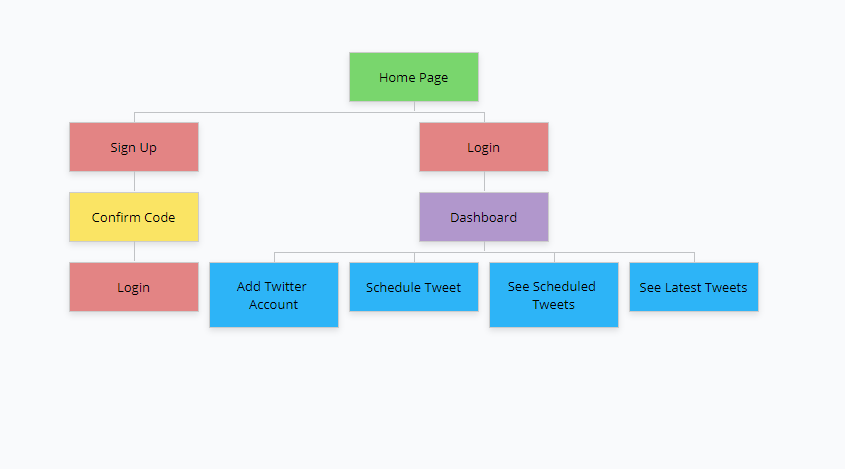 Home Page
Sign Up
Login
Confirm Code
Dashboard
Login
Add Twitter
Account
Schedule Tweet
See Scheduled
Tweets
See Latest Tweets